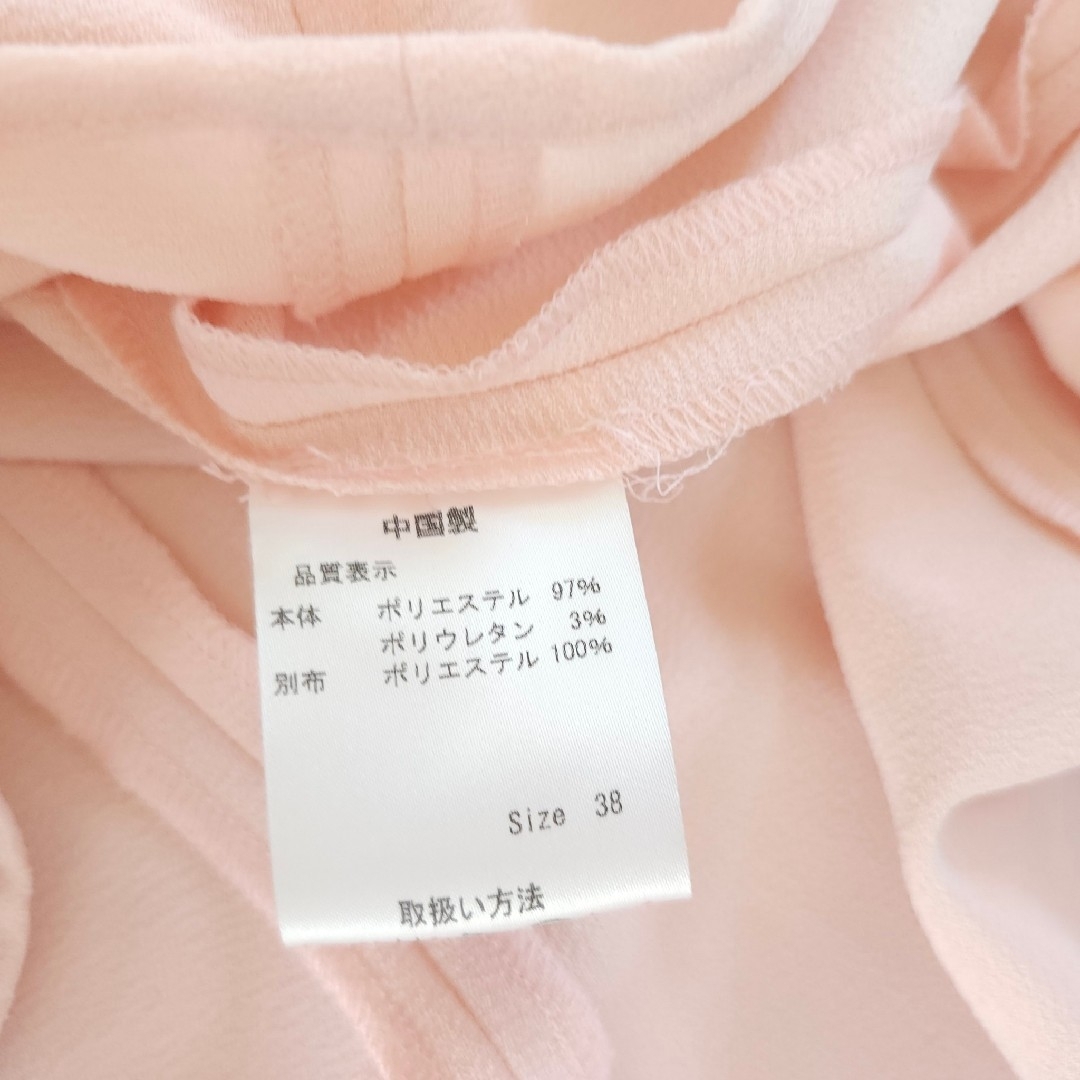 中国製
品質表示
本体 ポリエステル 97%
ポリウレタン 3%
別布 ポリエステル 100%
Size 38
取扱い方法